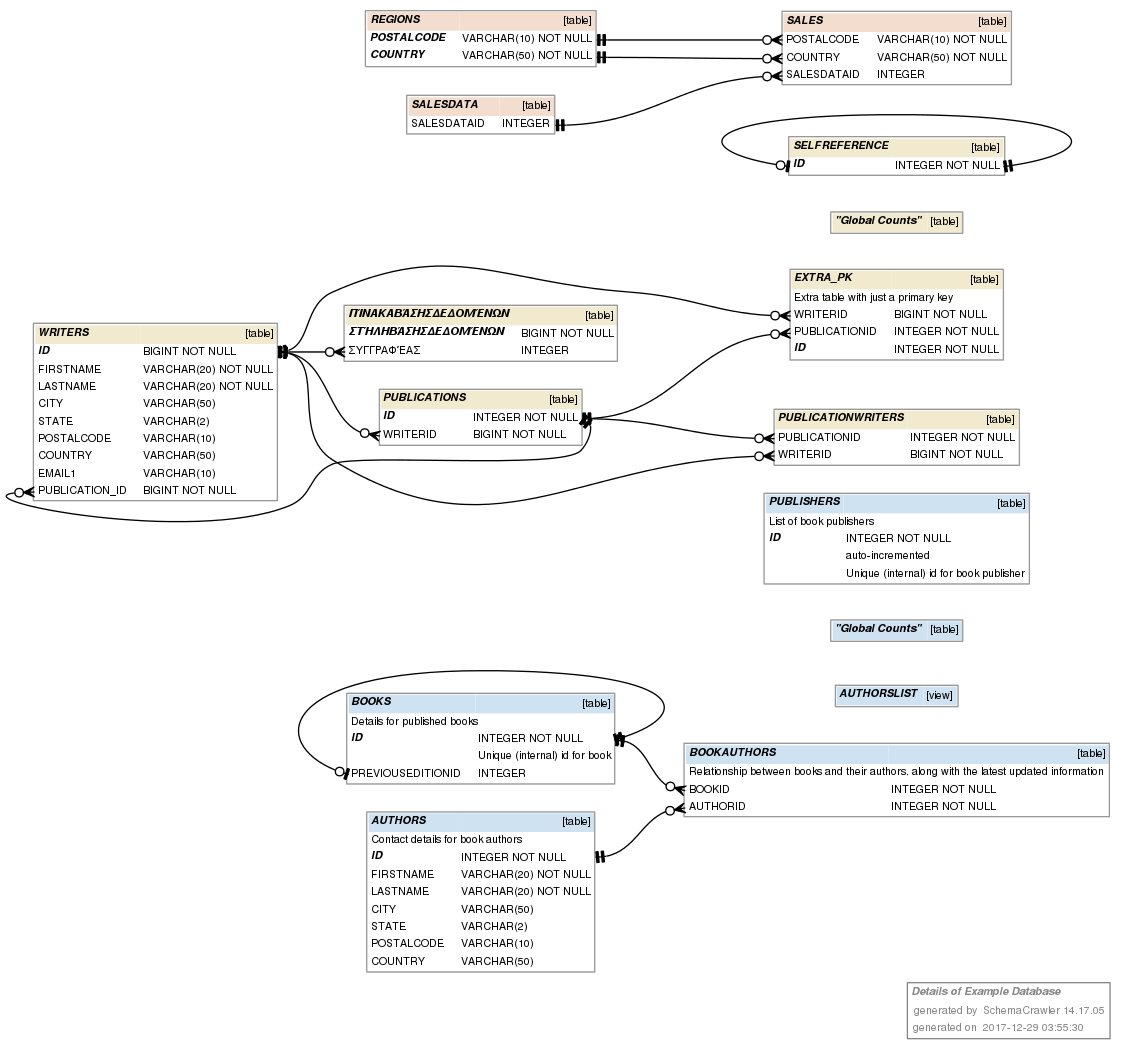 REGIONS [table]
POSTALCODE VARCHAR(10) NOT NULL
COUNTRY VARCHAR(50) NOT NULL
SALES [table]
POSTALCODE VARCHAR(10) NOT NULL
COUNTRY VARCHAR(50) NOT NULL
SALESDATAID INTEGER
SALESDATA [table]
SALESDATAID INTEGER
SELFREFERENCE [table]
ID INTEGER NOT NULL
"Global Counts" [table]
EXTRA_PK [table]
Extra table with just a primary key
WRITERID BIGINT NOT NULL
PUBLICATIONID INTEGER NOT NULL
ID INTEGER NOT NULL
WRITERS [table]
ID BIGINT NOT NULL
FIRSTNAME VARCHAR(20) NOT NULL
LASTNAME VARCHAR(20) NOT NULL
CITY VARCHAR(50)
STATE VARCHAR(2)
POSTALCODE VARCHAR(10)
COUNTRY VARCHAR(50)
EMAIL1 VARCHAR(10)
PUBLICATION_ID BIGINT NOT NULL
ΠΊΝΑΚΑΒΆΣΗΣΔΕΔΟΜΈΝΩΝ [table]
ΣΤΉΛΗΒΆΣΗΣΔΕΔΟΜΈΝΩΝ BIGINT NOT NULL
ΣΥΓΓΡΑΦΈΑΣ INTEGER
PUBLICATIONS [table]
ID INTEGER NOT NULL
WRITERID BIGINT NOT NULL
PUBLICATIONWRITERS [table]
PUBLICATIONID INTEGER NOT NULL
WRITERID BIGINT NOT NULL
PUBLISHERS [table]
List of book publishers
ID INTEGER NOT NULL
auto-incremented
Unique (internal) id for book publisher
"Global Counts" [table]
AUTHORSLIST [view]
BOOKS [table]
Details for published books
ID INTEGER NOT NULL
Unique (internal) id for book
PREVIOUSEDITIONID INTEGER
BOOKAUTHORS [table]
Relationship between books and their authors, along with the latest updated information
BOOKID INTEGER NOT NULL
AUTHORID INTEGER NOT NULL
AUTHORS [table]
Contact details for book authors
ID INTEGER NOT NULL
FIRSTNAME VARCHAR(20) NOT NULL
LASTNAME VARCHAR(20) NOT NULL
CITY VARCHAR(50)
STATE VARCHAR(2)
POSTALCODE VARCHAR(10)
COUNTRY VARCHAR(50)
Details of Example Database
generated by SchemaCrawler 14.17.05
generated on 2017-12-29 03:55:30